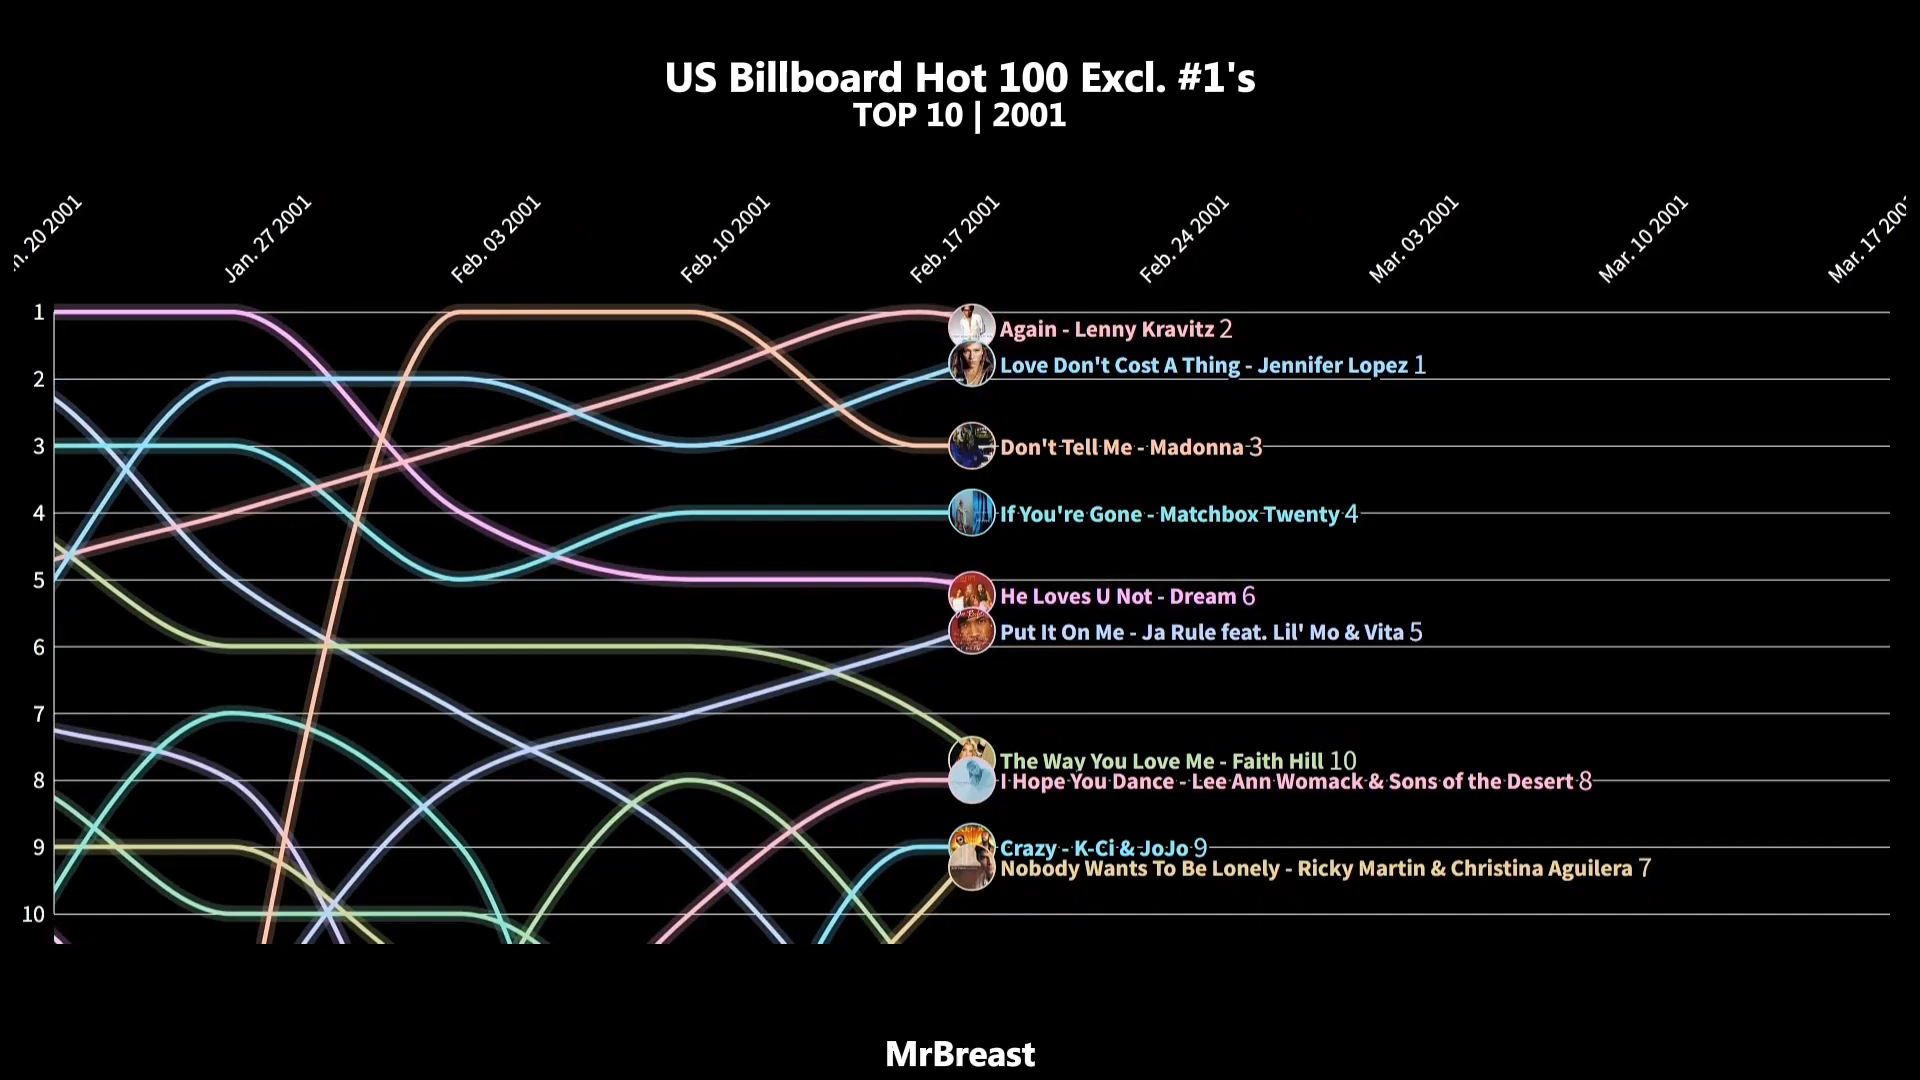 US Billboard Hot 100 Excl. #1's
TOP 10 | 2001
n. 20 2001
Jan. 27 2001
Feb. 03 2001
Feb. 10 2001
Feb. 17 2001
Feb. 24 2001
Mar. 03 2001
Mar. 10 2001
Mar. 17 200
1
Again - Lenny Kravitz 2
Love Don't Cost A Thing - Jennifer Lopez 1
2
3
Don't Tell Me - Madonna 3
4
If You're Gone - Matchbox Twenty 4
5
He Loves U Not - Dream 6
Put It On Me - Ja Rule feat. Lil' Mo & Vita 5
6
7
The Way You Love Me - Faith Hill 10
8
I Hope You Dance - Lee Ann Womack & Sons of the Desert 8
9
Crazy - K-Ci & JoJo 9
Nobody Wants To Be Lonely - Ricky Martin & Christina Aguilera 7
10
MrBreast